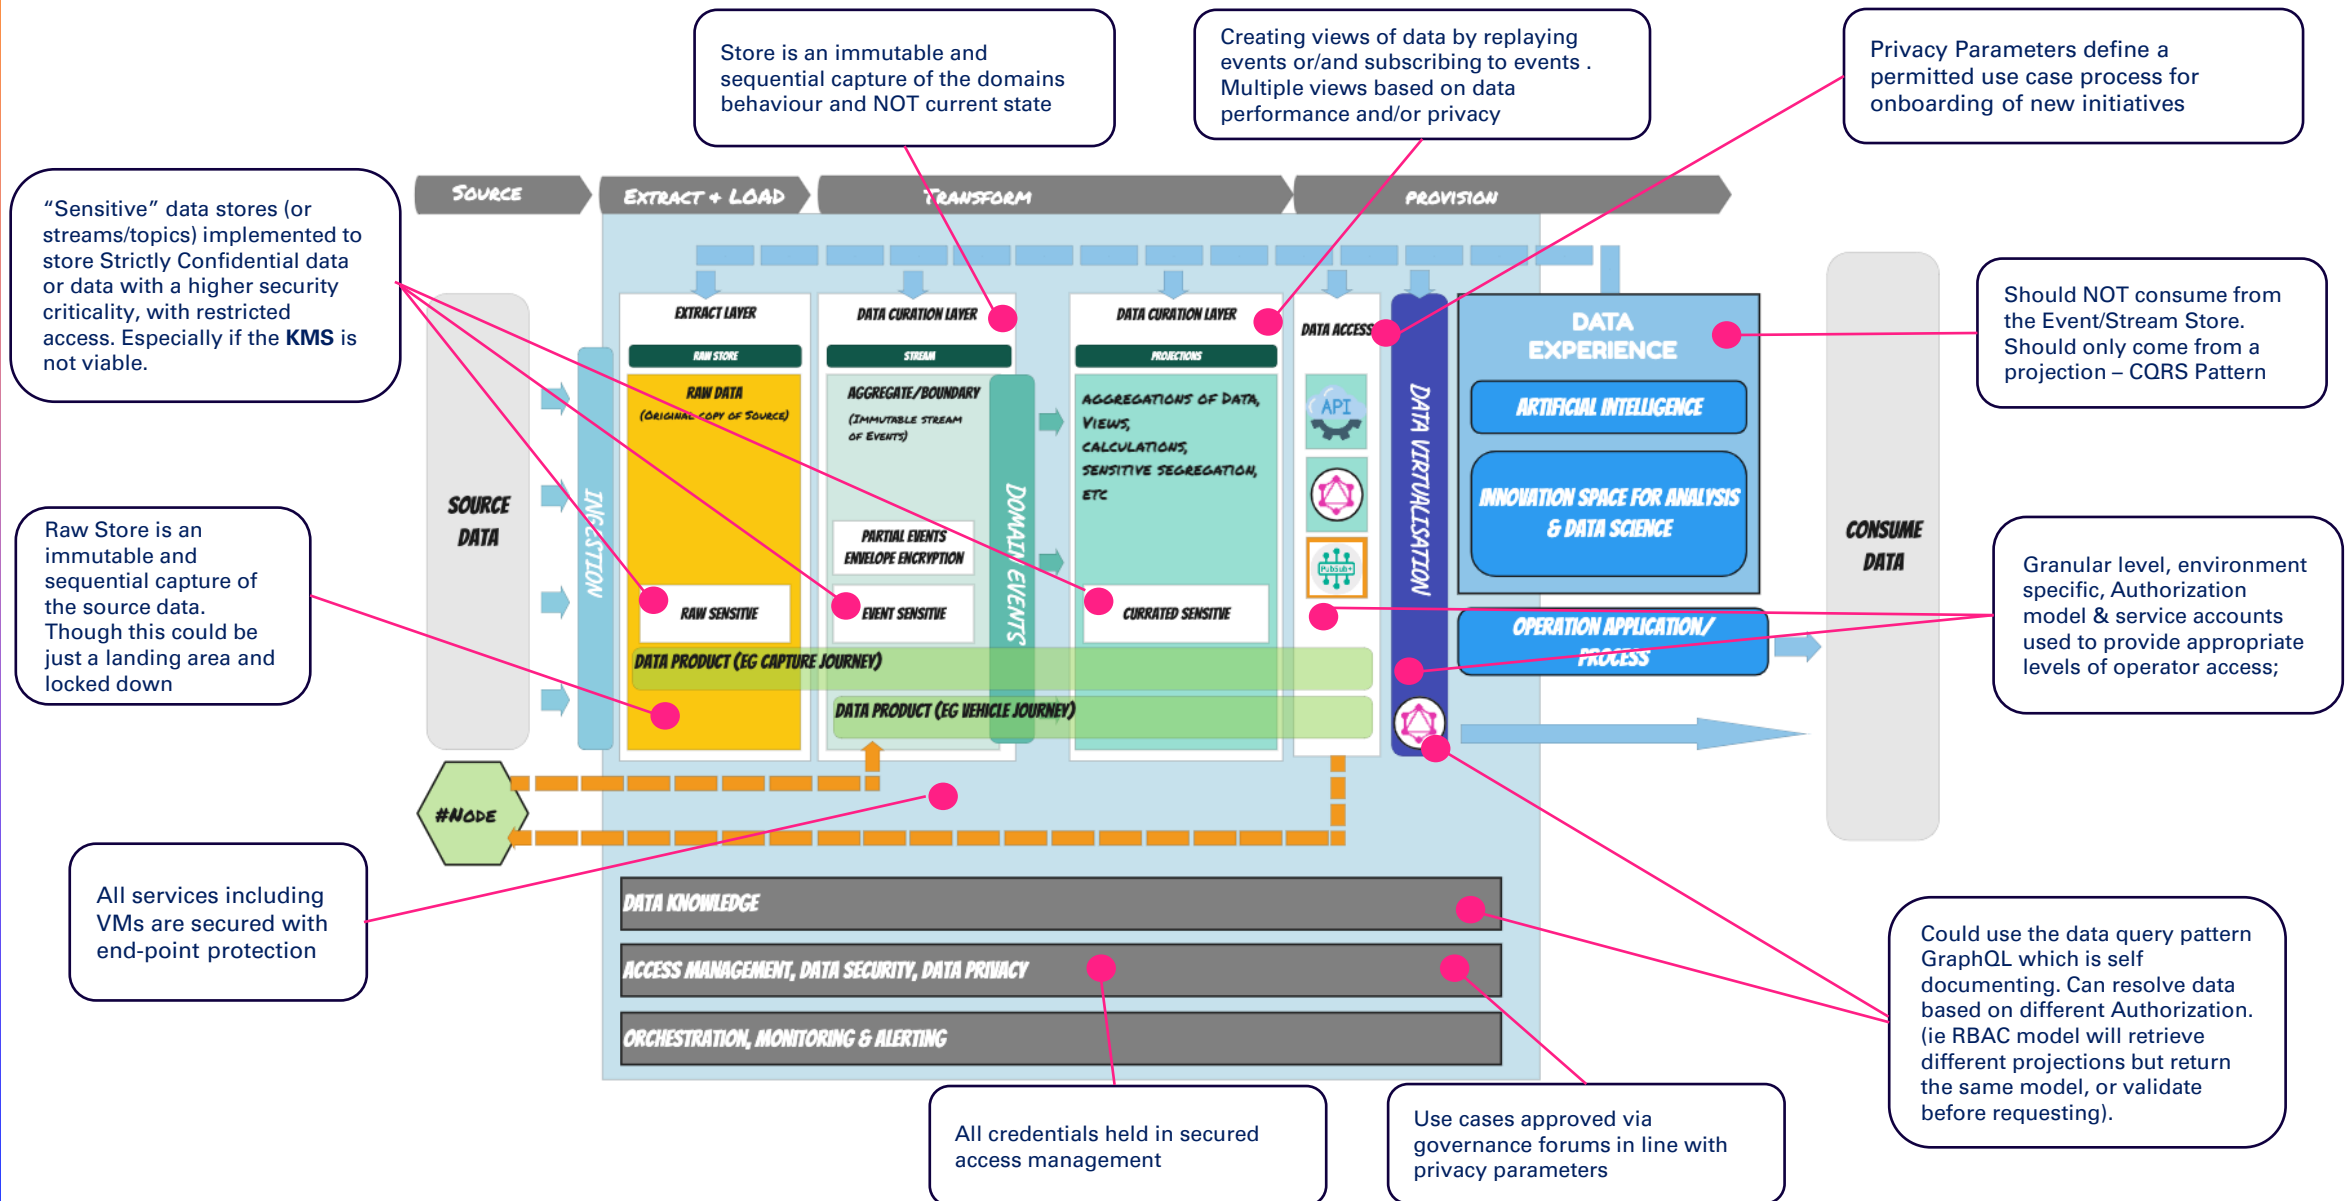 Store is an immutable and
sequential capture of the domains
behaviour and NOT current state
Creating views of data by replaying
events or/and subscribing to events .
Multiple views based on data
performance and/or privacy
Privacy Parameters define a
permitted use case process for
onboarding of new initiatives
“Sensitive” data stores (or
streams/topics) implemented to
store Strictly Confidential data
or data with a higher security
criticality, with restricted
access. Especially if the KMS is
not viable.
SOURCE
EXTRACT + LOAD
TRANSFORM
PROVISION
EXTRACT LAYER
RAW STORE
RAW DATA
(ORIGINAL COPY OF SOURCE)
RAW SENSITIVE
DATA CURATION LAYER
STREAM
AGGREGATE/BOUNDARY
(IMMUTABLE STREAM
OF EVENTS)
PARTIAL EVENTS
ENVELOPE ENCRYPTION
EVENT SENSITIVE
DATA CURATION LAYER
PROJECTIONS
AGGREGATIONS OF DATA,
VIEWS,
CALCULATIONS,
SENSITIVE SEGREGATION,
ETC
CURRATED SENSITIVE
DATA ACCESS
API
PubSub+
DATA
EXPERIENCE
ARTIFICIAL INTELLIGENCE
INNOVATION SPACE FOR ANALYSIS
& DATA SCIENCE
OPERATION APPLICATION/
PROCESS
SOURCE
DATA
INGESTION
DOMAIN EVENTS
DATA VIRTUALISATION
CONSUME
DATA
DATA PRODUCT (EG CAPTURE JOURNEY)
DATA PRODUCT (EG VEHICLE JOURNEY)
#NODE
DATA KNOWLEDGE
ACCESS MANAGEMENT, DATA SECURITY, DATA PRIVACY
ORCHESTRATION, MONITORING & ALERTING
Should NOT consume from
the Event/Stream Store.
Should only come from a
projection – CQRS Pattern
Raw Store is an
immutable and
sequential capture of
the source data.
Though this could be
just a landing area and
locked down
Granular level, environment
specific, Authorization
model & service accounts
used to provide appropriate
levels of operator access;
All services including
VMs are secured with
end-point protection
Could use the data query pattern
GraphQL which is self
documenting. Can resolve data
based on different Authorization.
(ie RBAC model will retrieve
different projections but return
the same model, or validate
before requesting).
All credentials held in secured
access management
Use cases approved via
governance forums in line with
privacy parameters